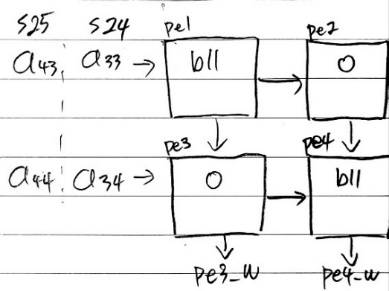 s25 s24 pe1 pe2
a43 a33 → b11 → 0
pe3 pe4
a44 a34 → 0 → b11
pe3_w pe4_w